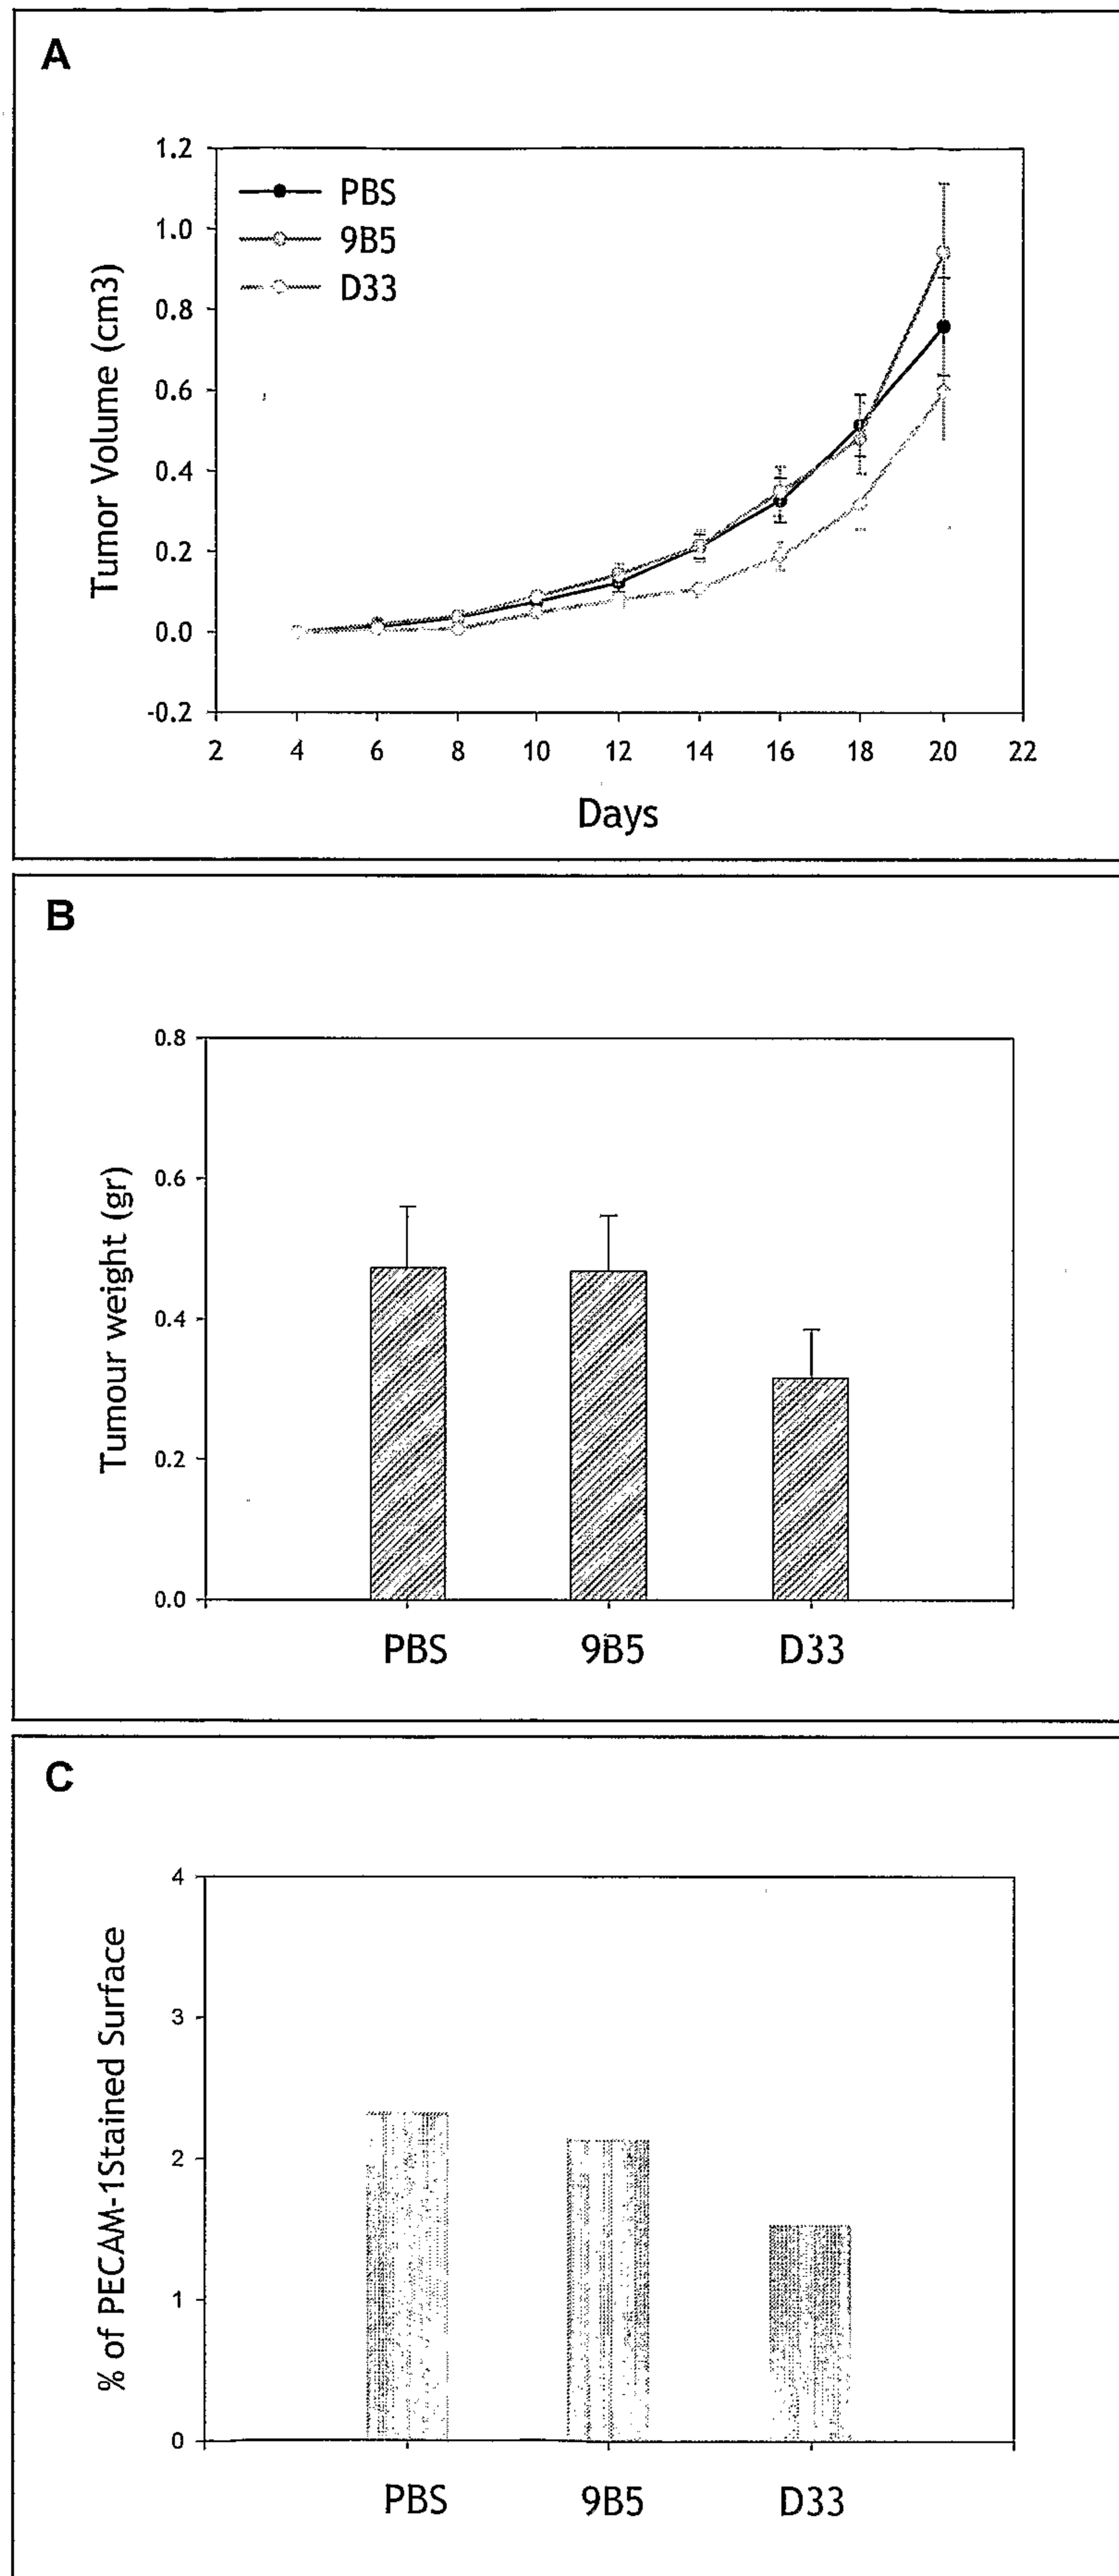 A
1.2
1.0
0.8
0.6
0.4
0.2
0.0
-0.2
Tumor Volume (cm3)
PBS
9B5
D33
2 4 6 8 10 12 14 16 18 20 22
Days
B
0.8
0.6
0.4
0.2
0.0
Tumour weight (gr)
PBS 9B5 D33
C
4
3
2
1
0
% of PECAM-1Stained Surface
PBS 9B5 D33